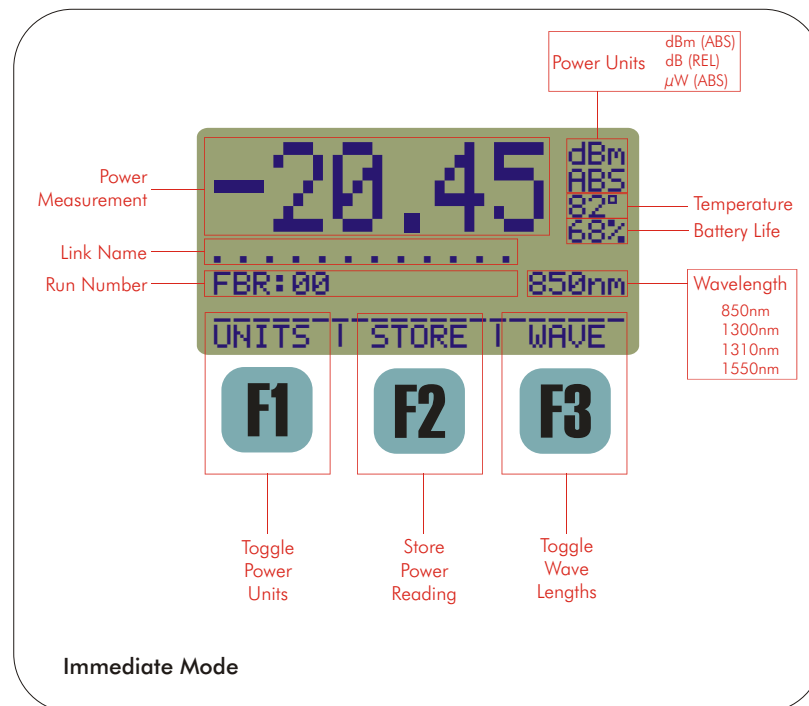 dBm (ABS)
Power Units
dB (REL)
µW (ABS)
-20.45
dBm
ABS
Power
Measurement
82°
Temperature
68%
Battery Life
Link Name
............
Run Number
FBR:00
850nm
Wavelength
850nm
1300nm
1310nm
1550nm
UNITS | STORE | WAVE
F1
F2
F3
Toggle
Power
Units
Store
Power
Reading
Toggle
Wave
Lengths
Immediate Mode